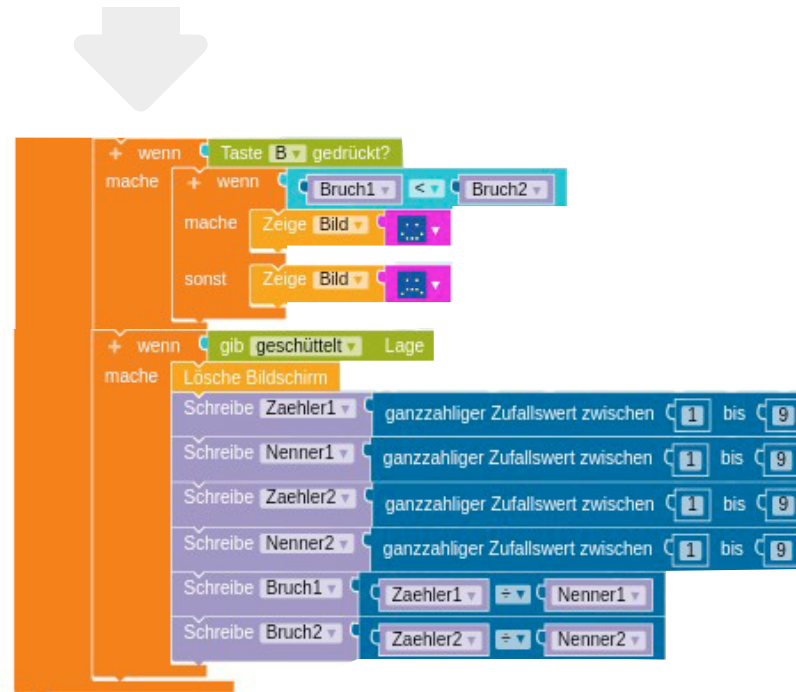 + wenn Taste B gedrückt?
mache + wenn Bruch1 < Bruch2
mache Zeige Bild
sonst Zeige Bild
+ wenn gib geschüttelt Lage
mache Lösche Bildschirm
Schreibe Zaehler1 ganzzahliger Zufallswert zwischen 1 bis 9
Schreibe Nenner1 ganzzahliger Zufallswert zwischen 1 bis 9
Schreibe Zaehler2 ganzzahliger Zufallswert zwischen 1 bis 9
Schreibe Nenner2 ganzzahliger Zufallswert zwischen 1 bis 9
Schreibe Bruch1 Zaehler1 ÷ Nenner1
Schreibe Bruch2 Zaehler2 ÷ Nenner2